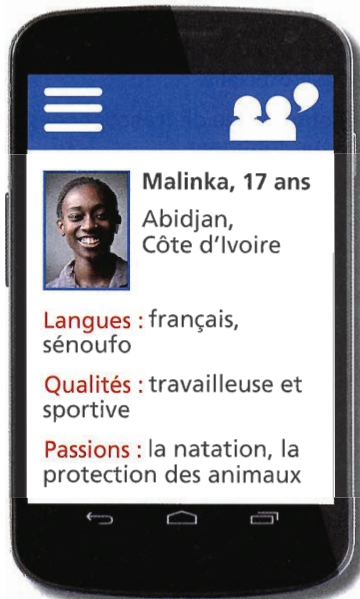 Malinka, 17 ans
Abidjan,
Côte d'Ivoire
Langues : français,
sénoufo
Qualités : travailleuse et
sportive
Passions : la natation, la
protection des animaux